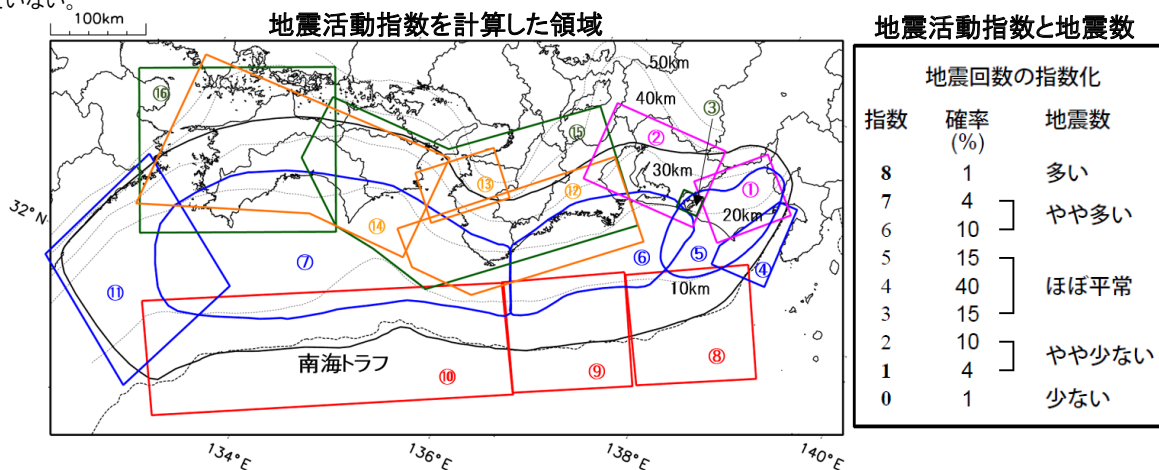 いない。
100km
地震活動指数を計算した領域
地震活動指数と地震数
50km
40km
③
⑯
②
⑮
30km
①
⑬
⑫
20km
32°N
⑭
⑦
⑥
⑤
④
⑪
10km
南海トラフ
⑩
⑨
⑧
134°E
136°E
138°E
140°E
地震回数の指数化
指数 確率 地震数
(%)
8 1 多い
7 4
やや多い
6 10
5 15
4 40 ほぼ平常
3 15
2 10
やや少ない
1 4
0 1 少ない